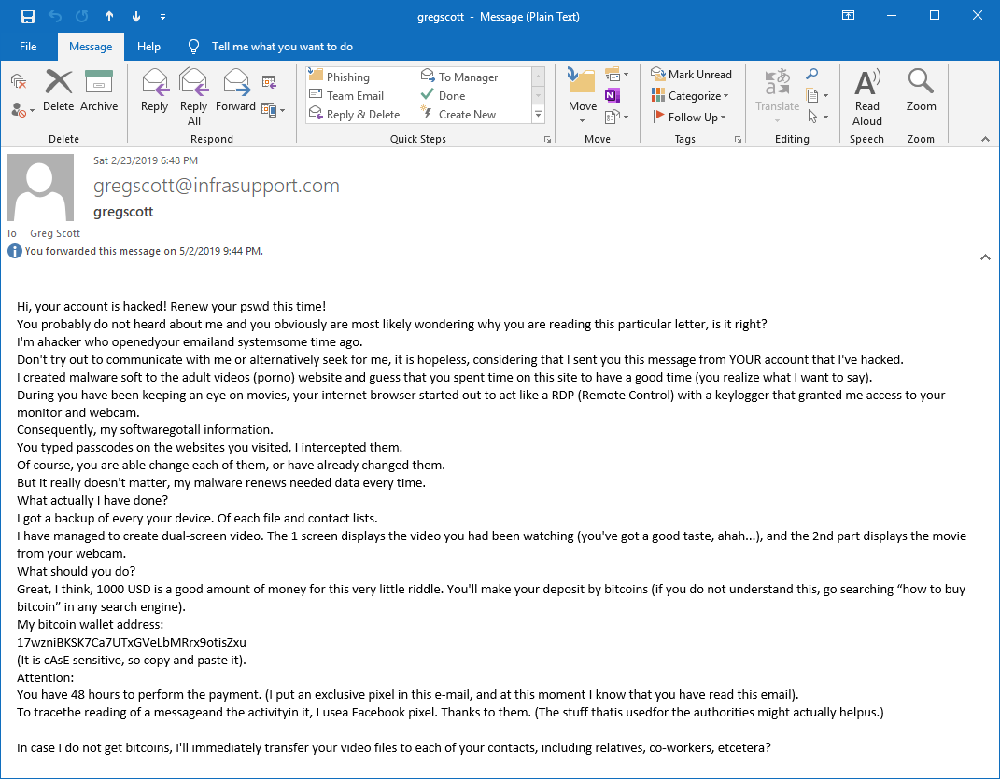 gregscott - Message (Plain Text)
File Message Help Tell me what you want to do
Delete Archive
Reply Reply All Forward
Phishing To Manager
Team Email Done
Reply & Delete Create New
Move
Mark Unread
Categorize
Follow Up
Translate
Read Aloud
Zoom
Delete Respond Quick Steps Move Tags Editing Speech Zoom
Sat 2/23/2019 6:48 PM
gregscott@infrasupport.com
gregscott
To Greg Scott
You forwarded this message on 5/2/2019 9:44 PM.
Hi, your account is hacked! Renew your pswd this time!
You probably do not heard about me and you obviously are most likely wondering why you are reading this particular letter, is it right?
I'm ahacker who openedyour emailand systemsome time ago.
Don't try out to communicate with me or alternatively seek for me, it is hopeless, considering that I sent you this message from YOUR account that I've hacked.
I created malware soft to the adult videos (porno) website and guess that you spent time on this site to have a good time (you realize what I want to say).
During you have been keeping an eye on movies, your internet browser started out to act like a RDP (Remote Control) with a keylogger that granted me access to your
monitor and webcam.
Consequently, my softwaregotall information.
You typed passcodes on the websites you visited, I intercepted them.
Of course, you are able change each of them, or have already changed them.
But it really doesn't matter, my malware renews needed data every time.
What actually I have done?
I got a backup of every your device. Of each file and contact lists.
I have managed to create dual-screen video. The 1 screen displays the video you had been watching (you've got a good taste, ahah...), and the 2nd part displays the movie
from your webcam.
What should you do?
Great, I think, 1000 USD is a good amount of money for this very little riddle. You'll make your deposit by bitcoins (if you do not understand this, go searching “how to buy
bitcoin” in any search engine).
My bitcoin wallet address:
17wzniBKSK7Ca7UTxGVeLbMRrx9otisZxu
(It is cAsE sensitive, so copy and paste it).
Attention:
You have 48 hours to perform the payment. (I put an exclusive pixel in this e-mail, and at this moment I know that you have read this email).
To tracethe reading of a messageand the activityin it, I usea Facebook pixel. Thanks to them. (The stuff thatis usedfor the authorities might actually helpus.)
In case I do not get bitcoins, I'll immediately transfer your video files to each of your contacts, including relatives, co-workers, etcetera?